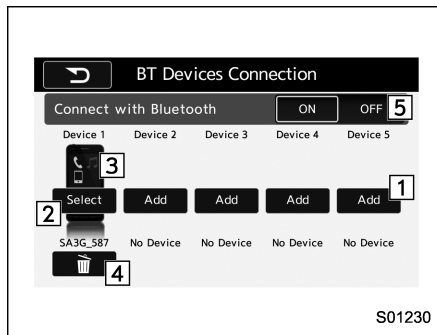 BT Devices Connection
Connect with Bluetooth ON OFF 5
Device 1 Device 2 Device 3 Device 4 Device 5
3
1
Select Add Add Add Add
2
SA3G_587 No Device No Device No Device No Device
4
S01230